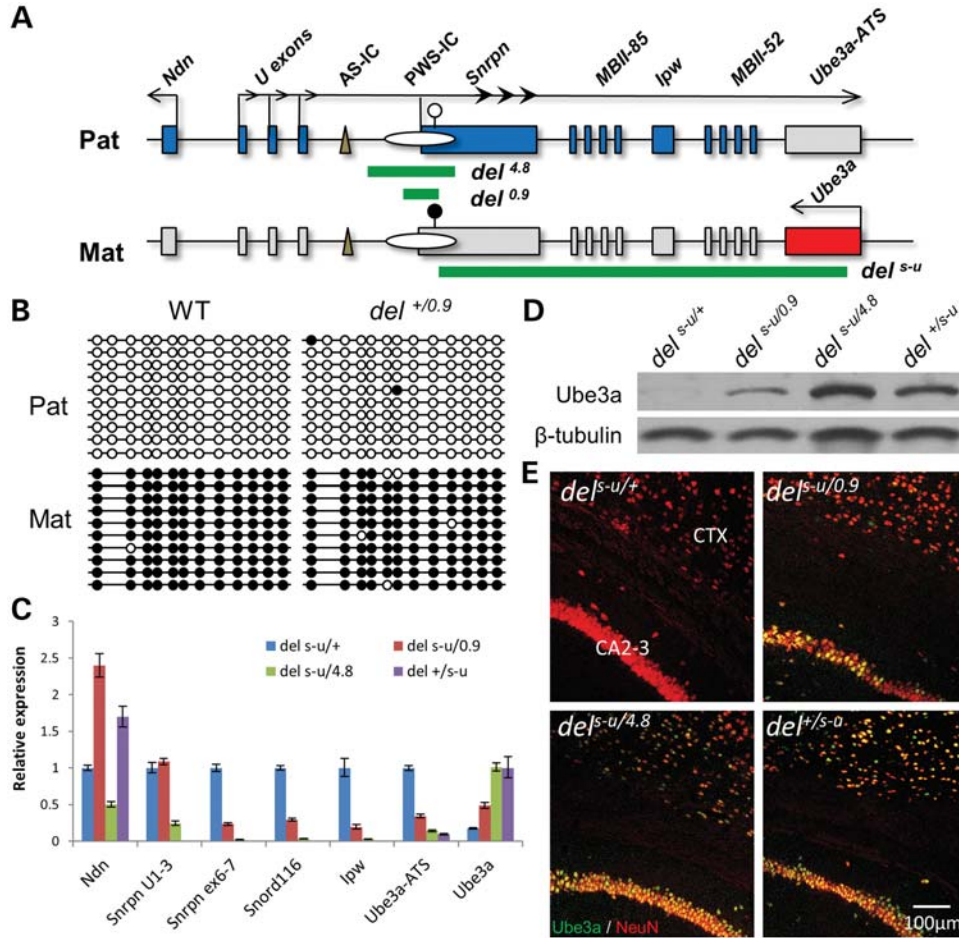 A
Ndn
U exons
AS-IC
PWS-IC
Snrpn
MBII-85
Ipw
MBII-52
Ube3a-ATS
Pat
del 4.8
del 0.9
Ube3a
Mat
del s-u
B
WT
del +/0.9
Pat
Mat
C
Relative expression
3
2.5
2
1.5
1
0.5
0
del s-u/+
del s-u/0.9
del s-u/4.8
del +/s-u
Ndn
Snrpn U1-3
Snrpn ex6-7
Snord116
Ipw
Ube3a-ATS
Ube3a
D
del s-u/+
del s-u/0.9
del s-u/4.8
del +/s-u
Ube3a
β-tubulin
E
del s-u/+
CTX
CA2-3
del s-u/0.9
del s-u/4.8
Ube3a / NeuN
del +/s-u
100μm